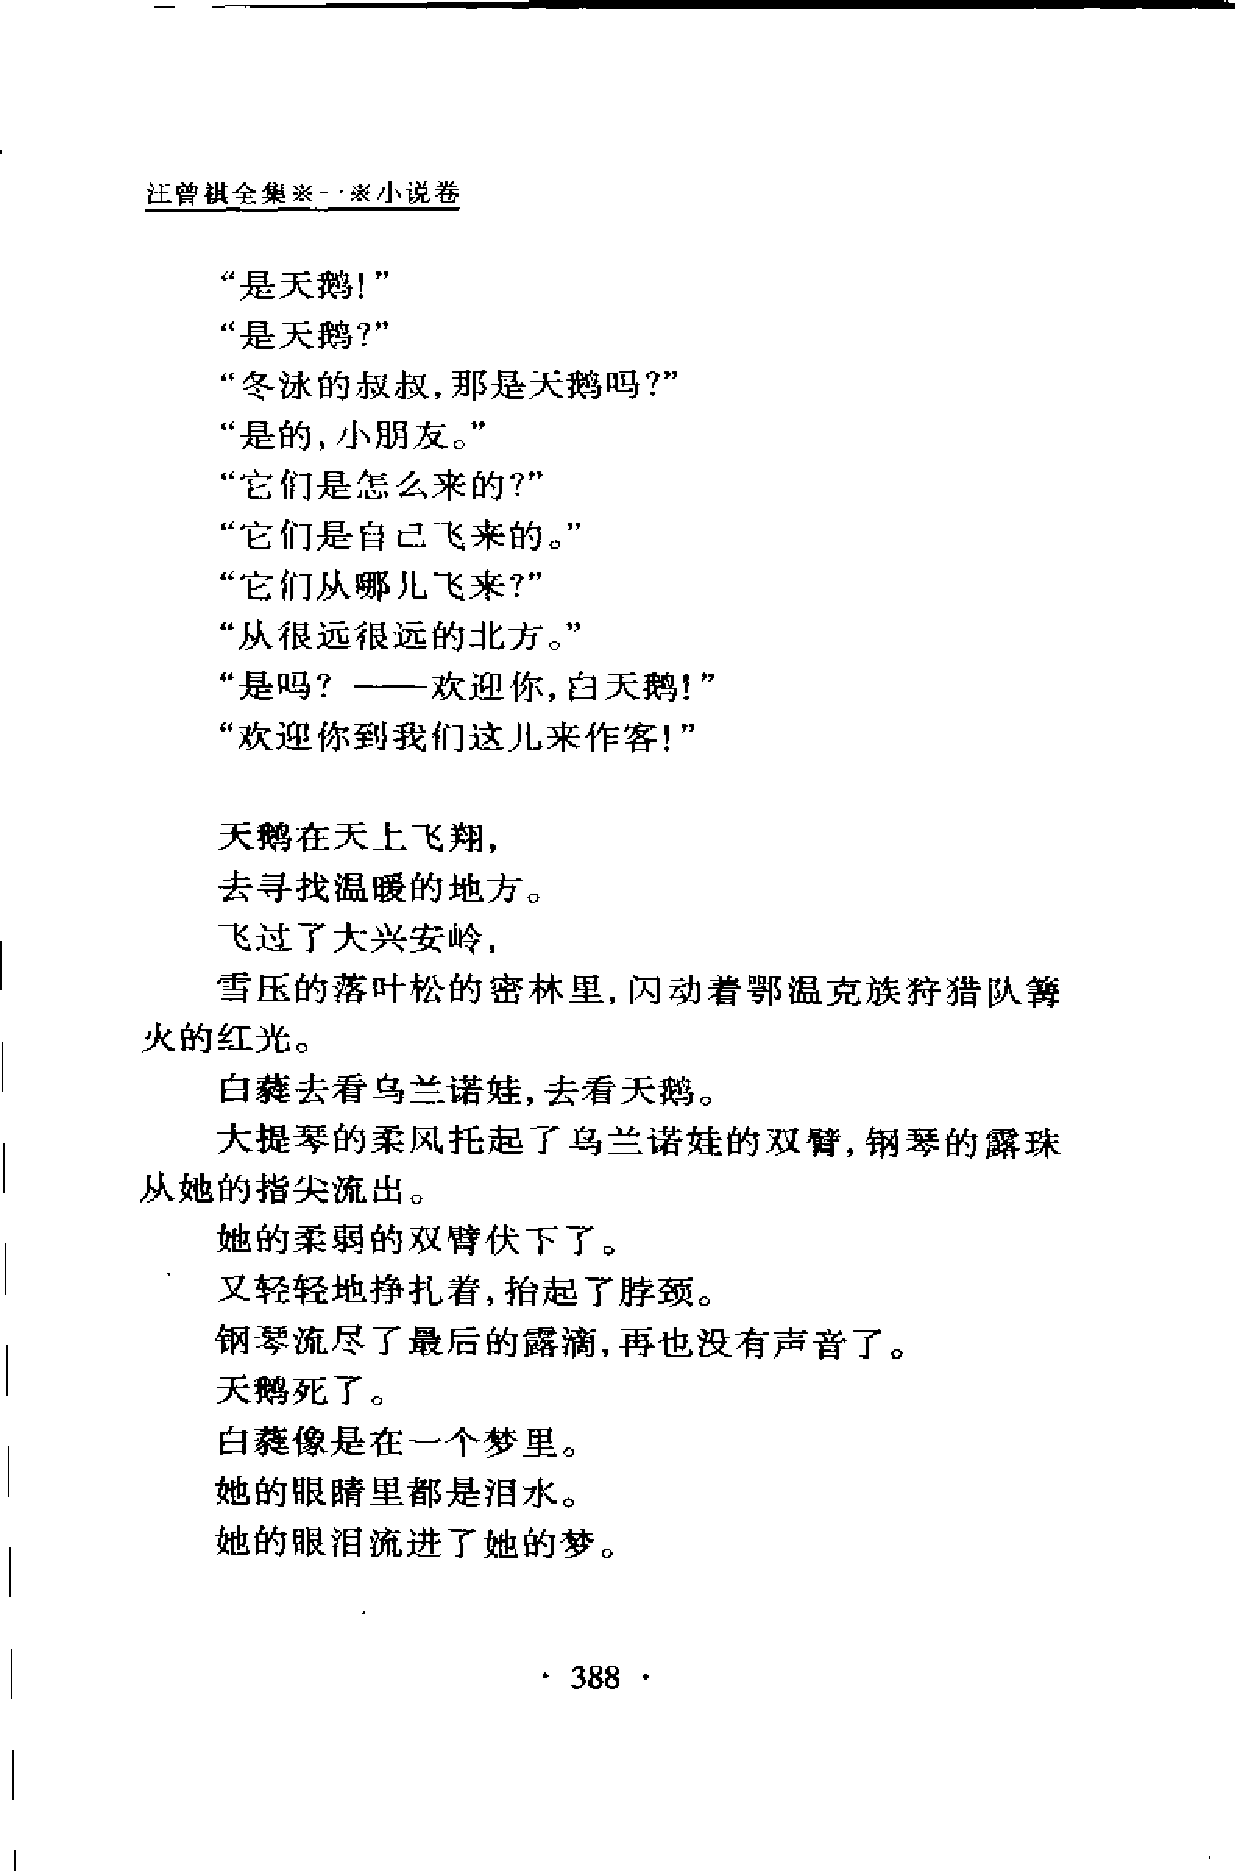 汪曾祺全集※一※小说卷
“是天鹅!”
“是天鹅?”
“冬泳的叔叔,那是天鹅吗?”
“是的,小朋友。”
“它们是怎么来的?”
“它们是自己飞来的。”
“它们从哪儿飞来?”
“从很远很远的北方。”
“是吗? ——欢迎你,白天鹅!”
“欢迎你到我们这儿来作客!”
天鹅在天上飞翔,
去寻找温暖的地方。
飞过了大兴安岭,
雪压的落叶松的密林里,闪动着鄂温克族狩猎队篝
火的红光。
白蕤去看乌兰诺娃,去看天鹅。
大提琴的柔风托起了乌兰诺娃的双臂,钢琴的露珠
从她的指尖流出。
她的柔弱的双臂伏下了。
又轻轻地挣扎着,抬起了脖颈。
钢琴流尽了最后的露滴,再也没有声音了。
天鹅死了。
白蕤像是在一个梦里。
她的眼睛里都是泪水。
她的眼泪流进了她的梦。
· 388 ·